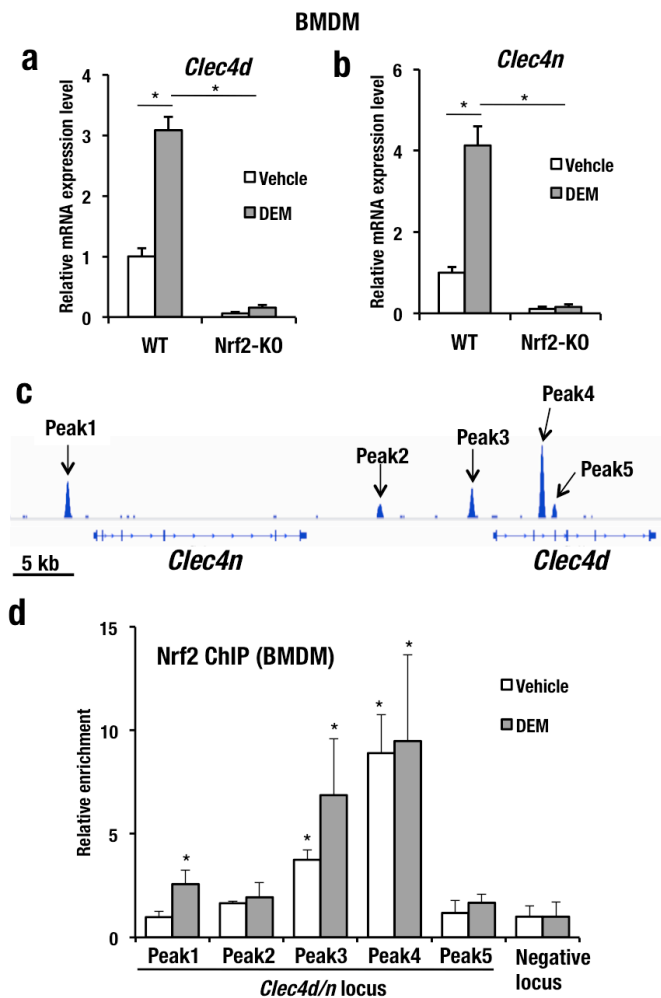 BMDM
a
Clec4d
Relative mRNA expression level
4
3
2
1
0
*
*
Vehcle
DEM
WT
Nrf2-KO
b
Clec4n
Relative mRNA expression level
6
4
2
0
*
*
Vehcle
DEM
WT
Nrf2-KO
c
Peak1
Peak2
Peak3
Peak4
Peak5
Clec4n
Clec4d
5 kb
d
Nrf2 ChIP (BMDM)
Relative enrichment
15
10
5
0
*
*
*
*
*
Vehicle
DEM
Peak1 Peak2 Peak3 Peak4 Peak5 Negative
locus
Clec4d/n locus